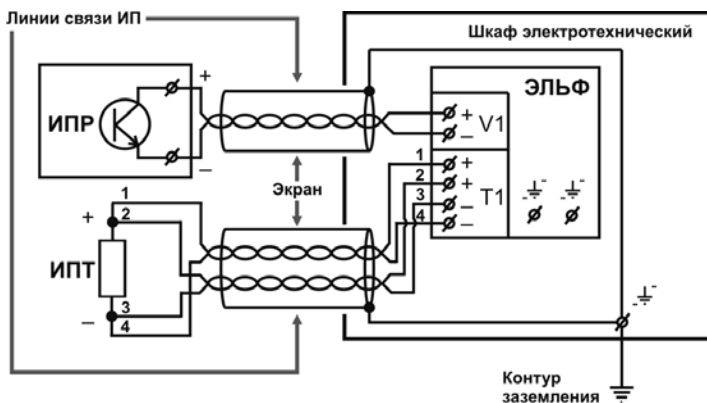 Линии связи ИП
Шкаф электротехнический
ЭЛЬФ
ИПР
+
–
+
–
V1
1
2
3
4
+
+
–
–
T1
Экран
1
2
+
ИПТ
–
3
4
Контур
заземления